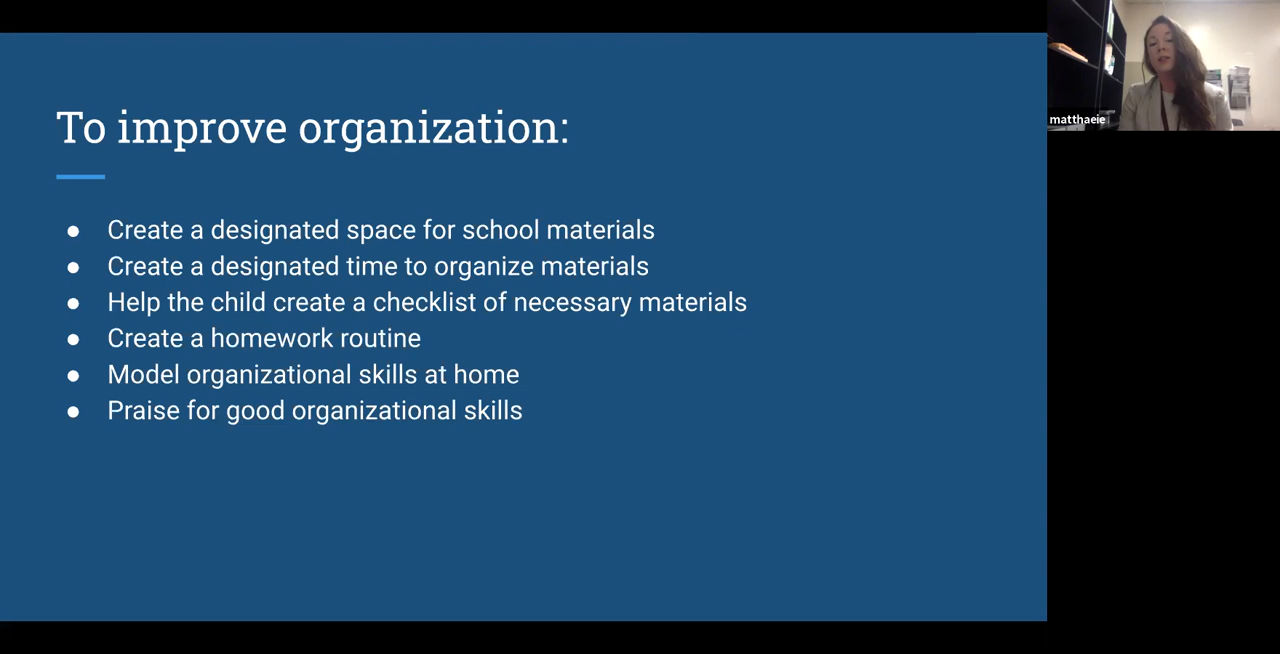 To improve organization:
● Create a designated space for school materials
● Create a designated time to organize materials
● Help the child create a checklist of necessary materials
● Create a homework routine
● Model organizational skills at home
● Praise for good organizational skills
matthaeie